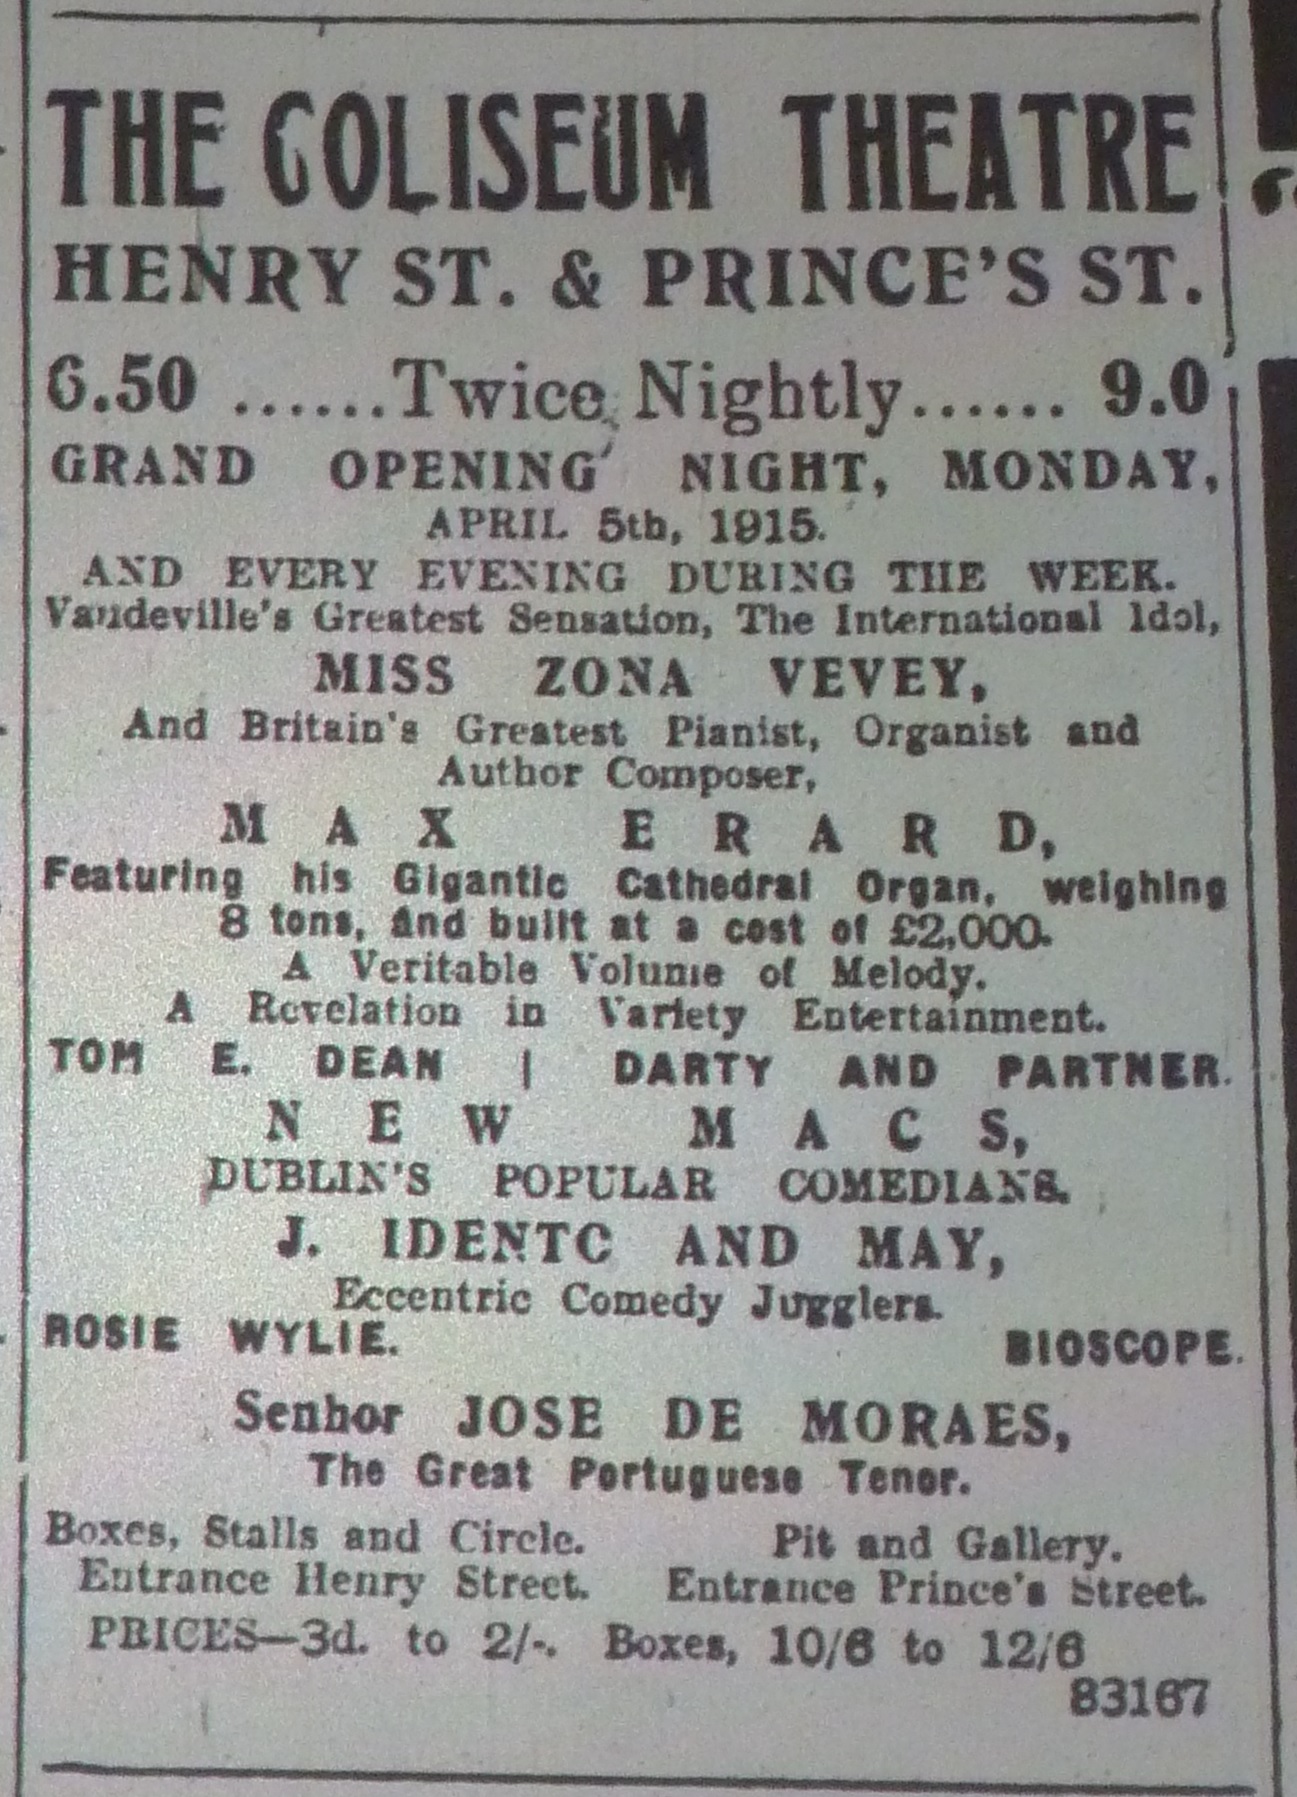 THE COLISEUM THEATRE
HENRY ST. & PRINCE'S ST.
6.50 ......Twice Nightly...... 9.0
GRAND OPENING NIGHT, MONDAY,
APRIL 5th, 1915.
AND EVERY EVENING DURING THE WEEK.
Vaudeville's Greatest Sensation, The International Idol,
MISS ZONA VEVEY,
And Britain's Greatest Pianist, Organist and
Author Composer,
MAX ERARD,
Featuring his Gigantic Cathedral Organ, weighing
8 tons, and built at a cost of £2,000.
A Veritable Volume of Melody.
A Revelation in Variety Entertainment.
TOM E. DEAN | DARTY AND PARTNER.
NEW MACS,
DUBLIN'S POPULAR COMEDIANS.
J. IDENTC AND MAY,
Eccentric Comedy Jugglers.
ROSIE WYLIE. BIOSCOPE.
Senhor JOSE DE MORAES,
The Great Portuguese Tenor.
Boxes, Stalls and Circle. Pit and Gallery.
Entrance Henry Street. Entrance Prince's Street.
PRICES—3d. to 2/-. Boxes, 10/6 to 12/6
83167